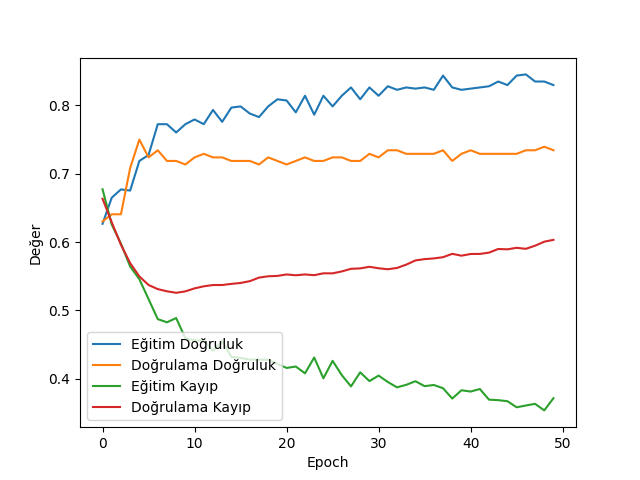 0.8
0.7
0.6
0.5
0.4
Değer
Eğitim Doğruluk
Doğrulama Doğruluk
Eğitim Kayıp
Doğrulama Kayıp
0 10 20 30 40 50
Epoch